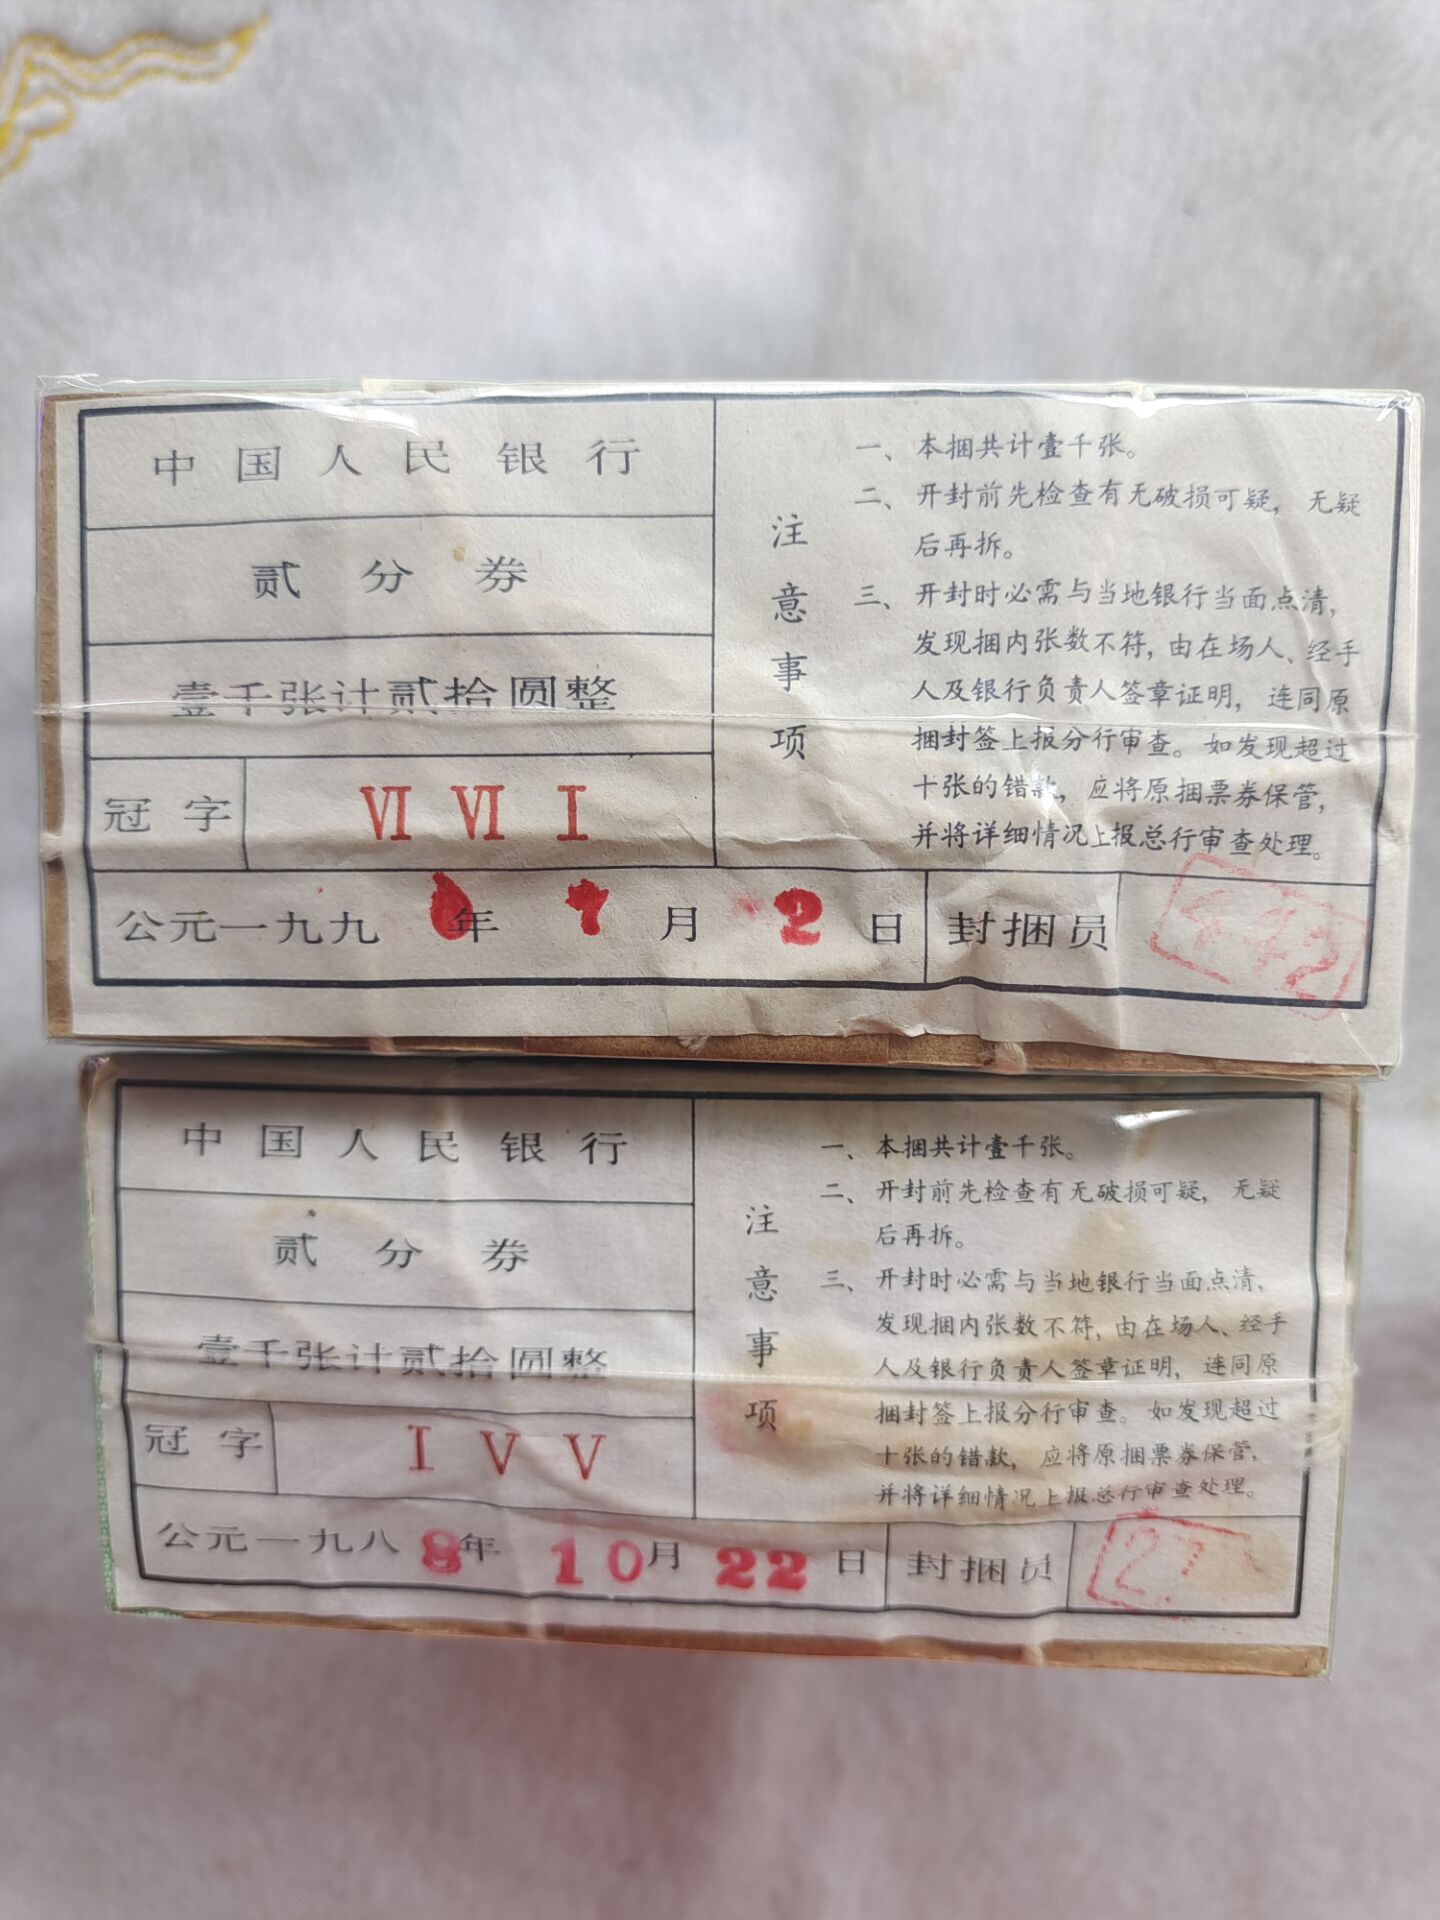 中国人民银行
贰分券
壹千张计贰拾圆整
冠字 Ⅵ Ⅵ Ⅰ
公元一九九0年 7月 2日 封捆员
注意事项
一、本捆共计壹千张。
二、开封前先检查有无破损可疑，无疑
后再拆。
三、开封时必需与当地银行当面点清，
发现捆内张数不符，由在场人、经手
人及银行负责人签章证明，连同原
捆封签上报分行审查。如发现超过
十张的错款，应将原捆票券保管，
并将详细情况上报总行审查处理。
中国人民银行
贰分券
壹千张计贰拾圆整
冠字 Ⅰ Ⅴ Ⅴ
公元一九八8年 10月 22日 封捆员
注意事项
一、本捆共计壹千张。
二、开封前先检查有无破损可疑，无疑
后再拆。
三、开封时必需与当地银行当面点清，
发现捆内张数不符，由在场人、经手
人及银行负责人签章证明，连同原
捆封签上报分行审查。如发现超过
十张的错款，应将原捆票券保管，
并将详细情况上报总行审查处理。